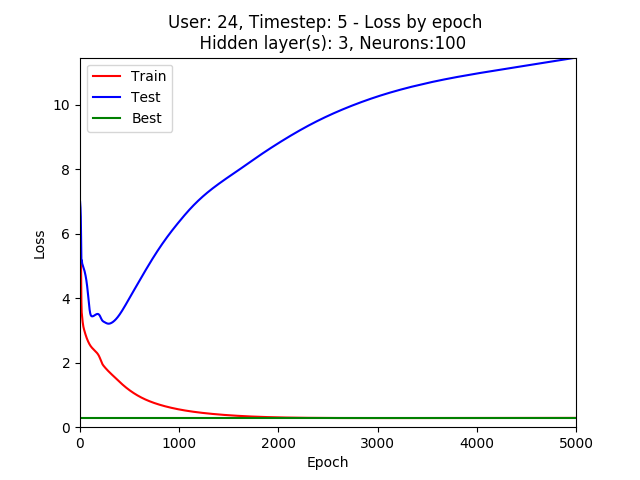 User: 24, Timestep: 5 - Loss by epoch
Hidden layer(s): 3, Neurons:100
Train
Test
Best
Loss
10
8
6
4
2
0
0 1000 2000 3000 4000 5000
Epoch